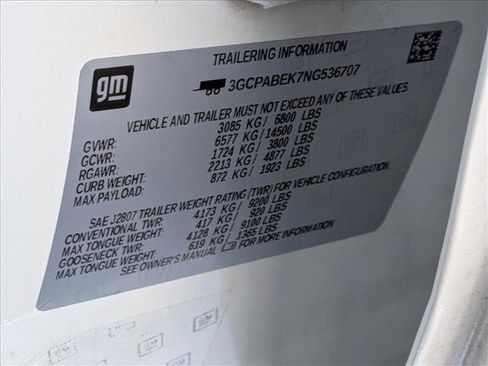 gm
TRAILERING INFORMATION
3GCPABEK7NG536707
VEHICLE AND TRAILER MUST NOT EXCEED ANY OF THESE VALUES
GVWR: 3085 KG / 6800 LBS
GCWR: 6577 KG / 14500 LBS
RGAWR: 1724 KG / 3800 LBS
CURB WEIGHT: 2213 KG / 4877 LBS
MAX PAYLOAD: 872 KG / 1923 LBS
SAE J2807 TRAILER WEIGHT RATING (TWR) FOR VEHICLE CONFIGURATION.
CONVENTIONAL TWR: 4173 KG / 9200 LBS
MAX TONGUE WEIGHT: 417 KG / 920 LBS
GOOSENECK TWR: 4128 KG / 9100 LBS
MAX TONGUE WEIGHT: 619 KG / 1365 LBS
SEE OWNER'S MANUAL FOR MORE INFORMATION